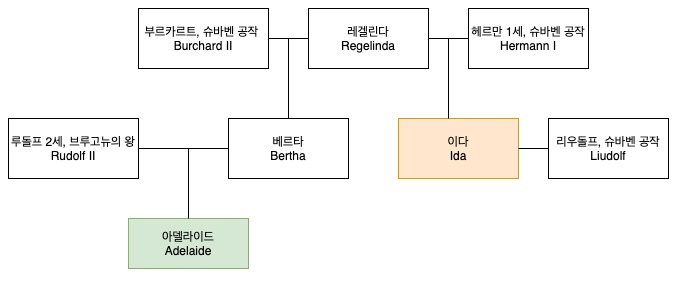 부르카르트, 슈바벤 공작
Burchard II
레겔린다
Regelinda
헤르만 1세, 슈바벤 공작
Hermann I
루돌프 2세, 브루고뉴의 왕
Rudolf II
베르타
Bertha
이다
Ida
리우돌프, 슈바벤 공작
Liudolf
아델라이드
Adelaide